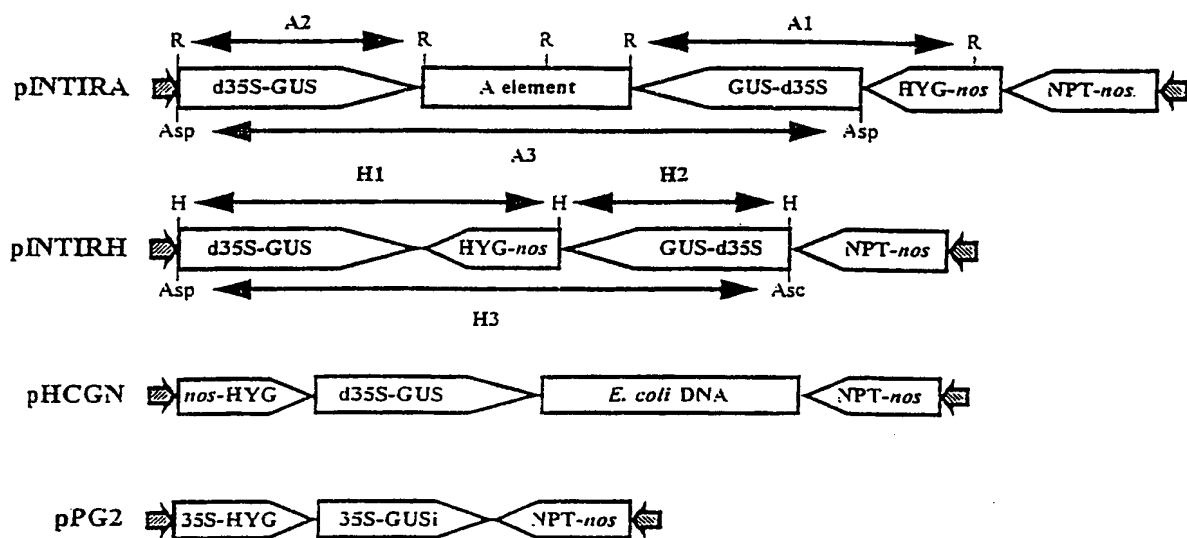 A2 A1
R R R R R
pINTIRA d35S-GUS A element GUS-d35S HYG-nos NPT-nos.
Asp Asp
A3
H1 H2
H H H
pINTIRH d35S-GUS HYG-nos GUS-d35S NPT-nos
Asp Asc
H3
pHCGN nos-HYG d35S-GUS E. coli DNA NPT-nos
pPG2 35S-HYG 35S-GUSi NPT-nos